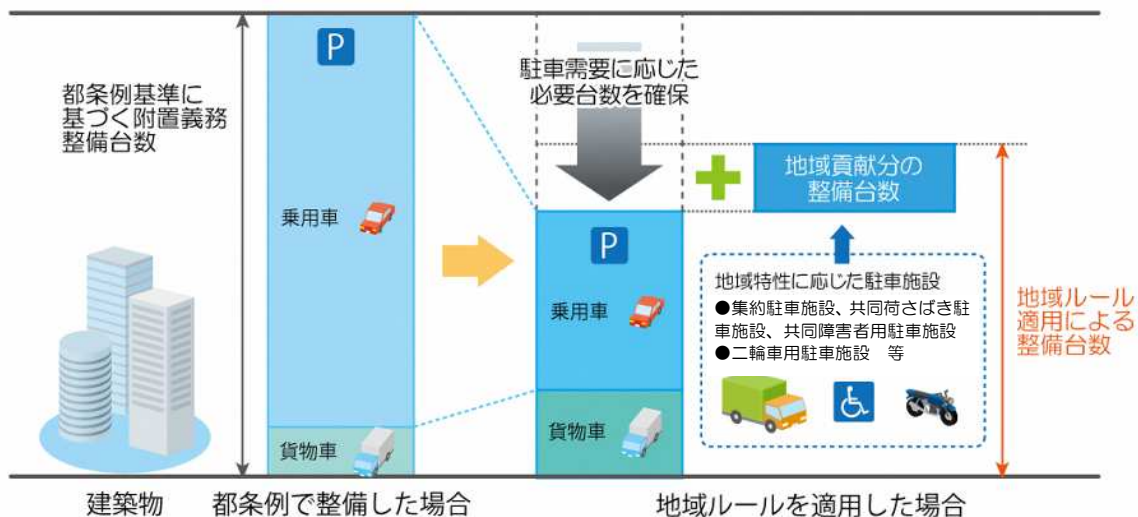 都条例基準に
基づく附置義務
整備台数
P
乗用車
貨物車
駐車需要に応じた
必要台数を確保
P
乗用車
貨物車
地域貢献分の
整備台数
地域特性に応じた駐車施設
●集約駐車施設、共同荷さばき駐
車施設、共同障害者用駐車施設
●二輪車用駐車施設　等
地域ルール
適用による
整備台数
建築物
都条例で整備した場合
地域ルールを適用した場合